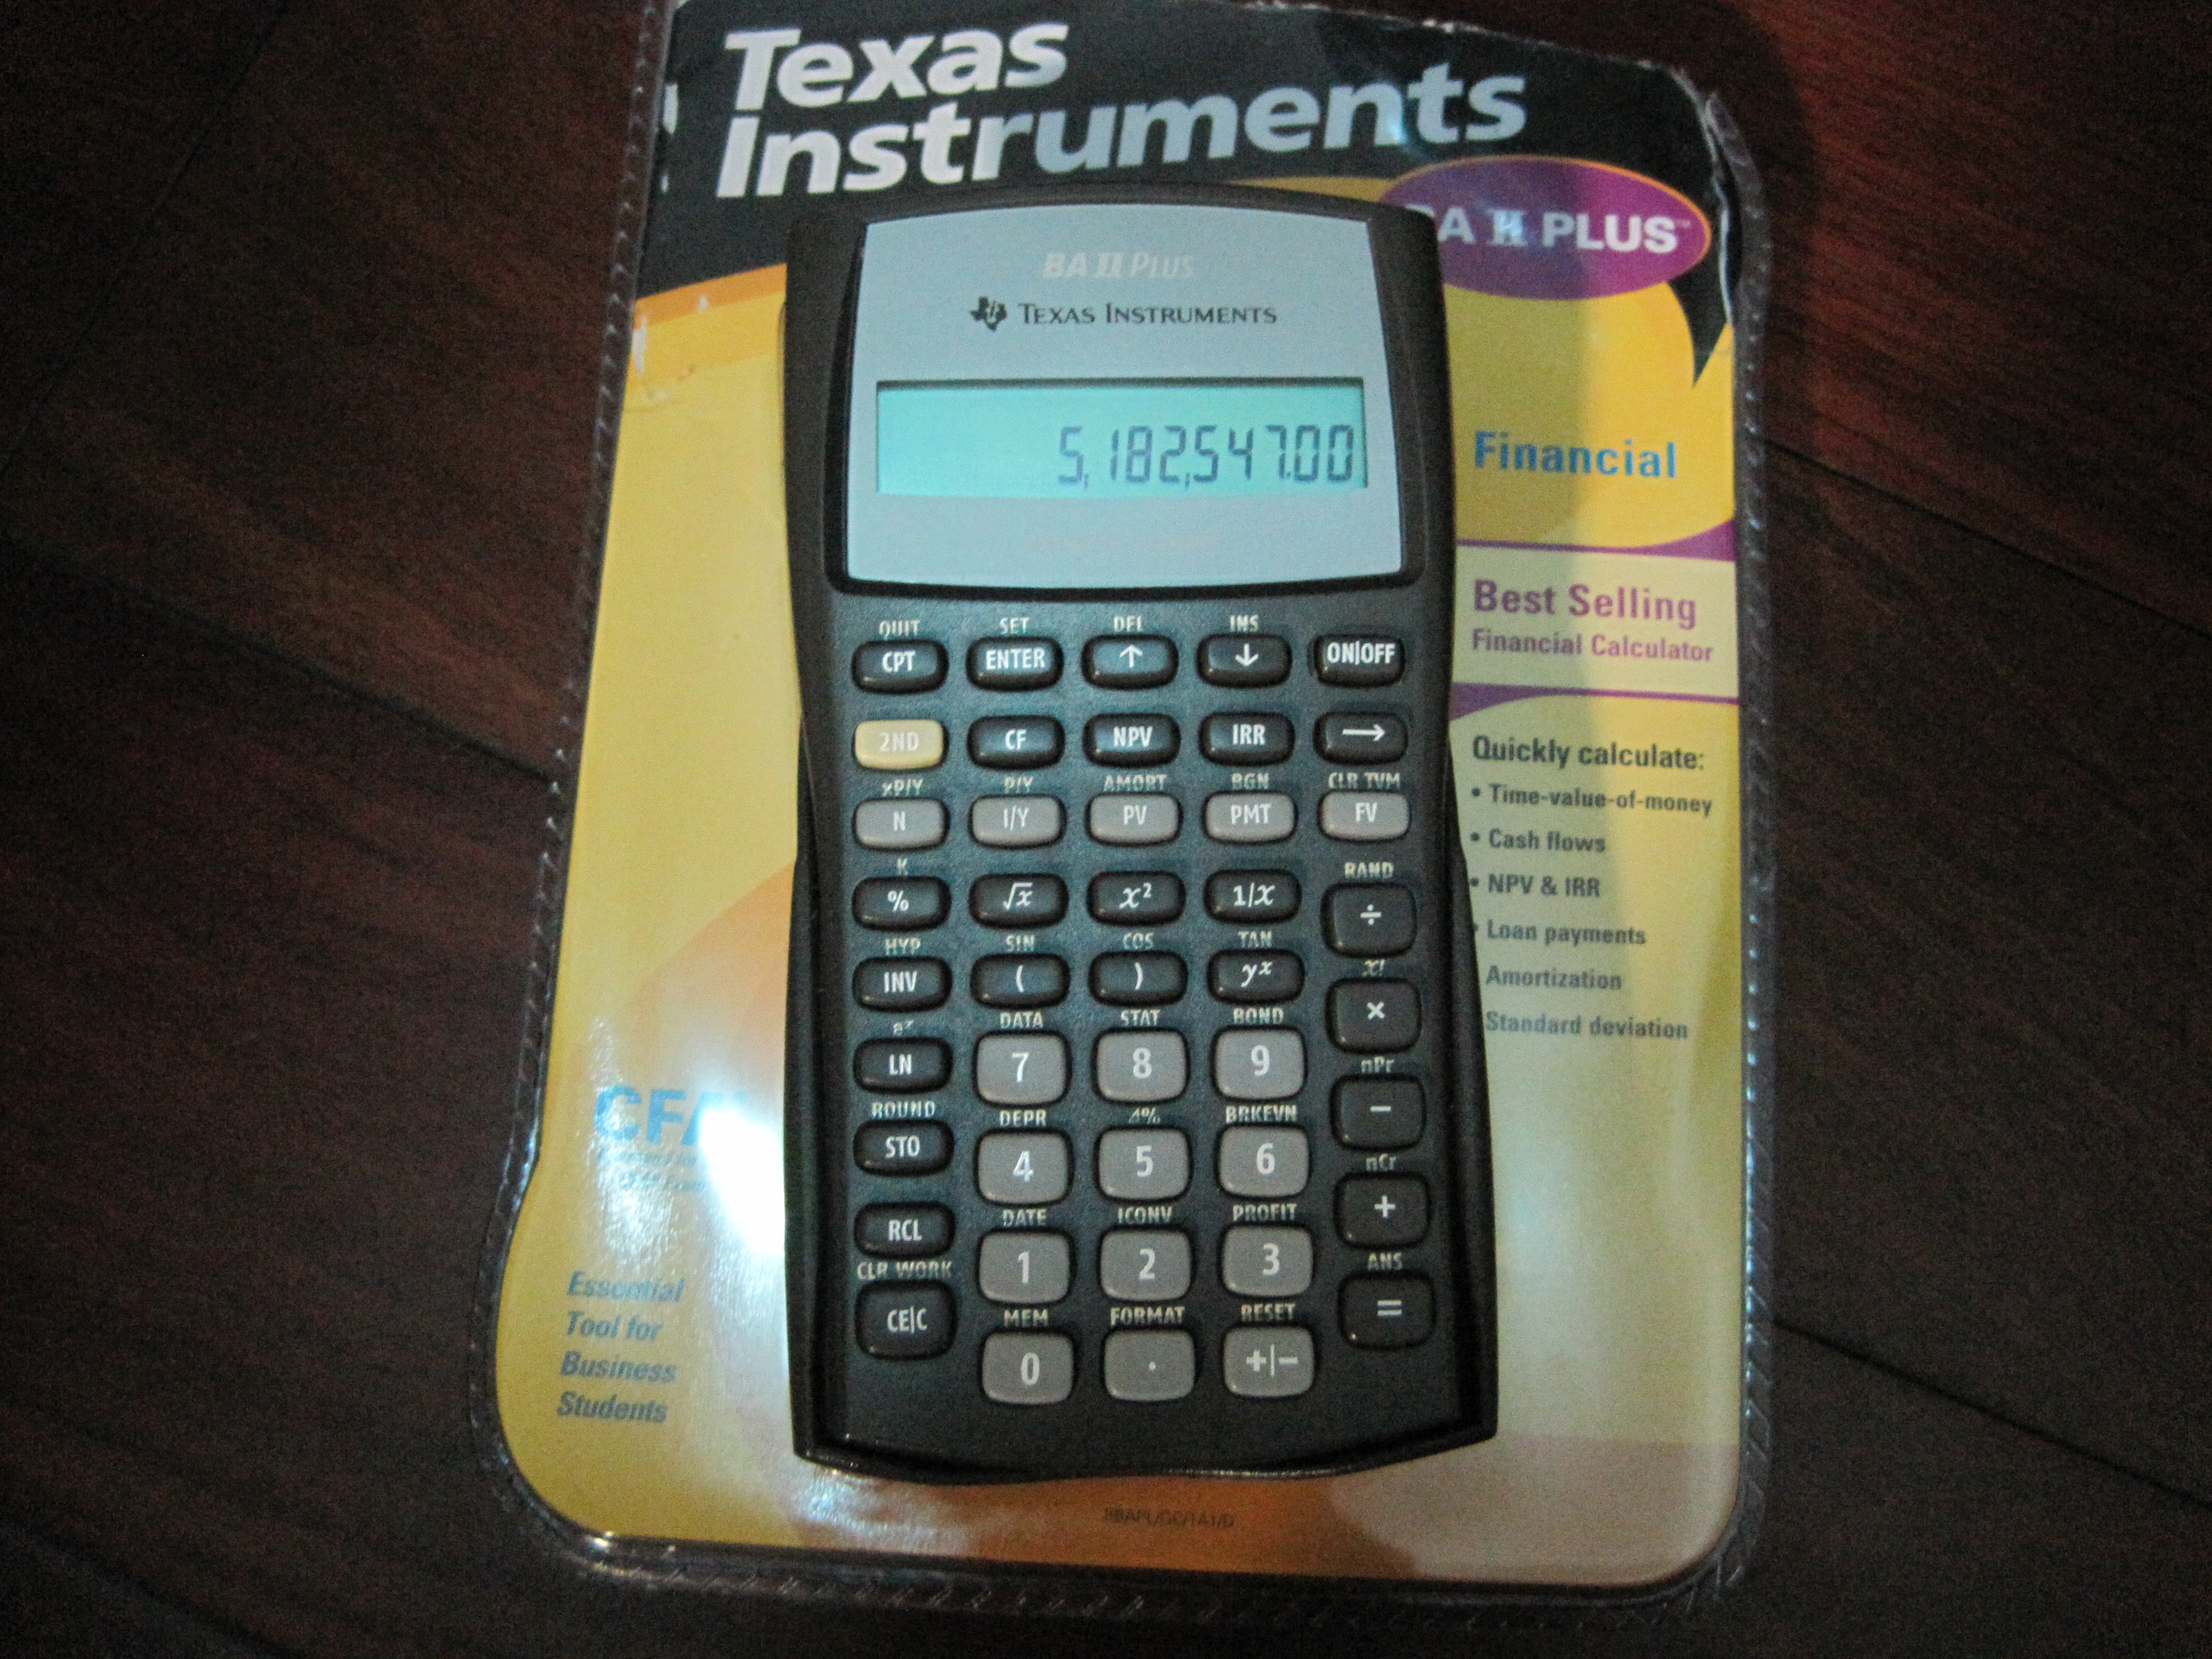 Texas
Instruments
BA II PLUS™
BA II PLUS
TEXAS INSTRUMENTS
5,182,547.00
Financial
Best Selling
Financial Calculator
Quickly calculate:
• Time-value-of-money
• Cash flows
• NPV & IRR
• Loan payments
Amortization
Standard deviation
QUIT SET DEL INS
CPT ENTER ↑ ↓ ON|OFF
2ND CF NPV IRR →
xP/Y P/Y AMORT BGN CLR TVM
N I/Y PV PMT FV
K RAND
% √x x² 1/x ÷
HYP SIN COS TAN x!
INV ( ) yˣ ×
eˣ DATA STAT BOND nPr
LN 7 8 9 −
ROUND DEPR Δ% BRKEVN nCr
STO 4 5 6 +
DATE ICONV PROFIT ANS
RCL 1 2 3 =
CLR WORK MEM FORMAT RESET
CE|C 0 . +|−
CFA
Essential
Tool for
Business
Students